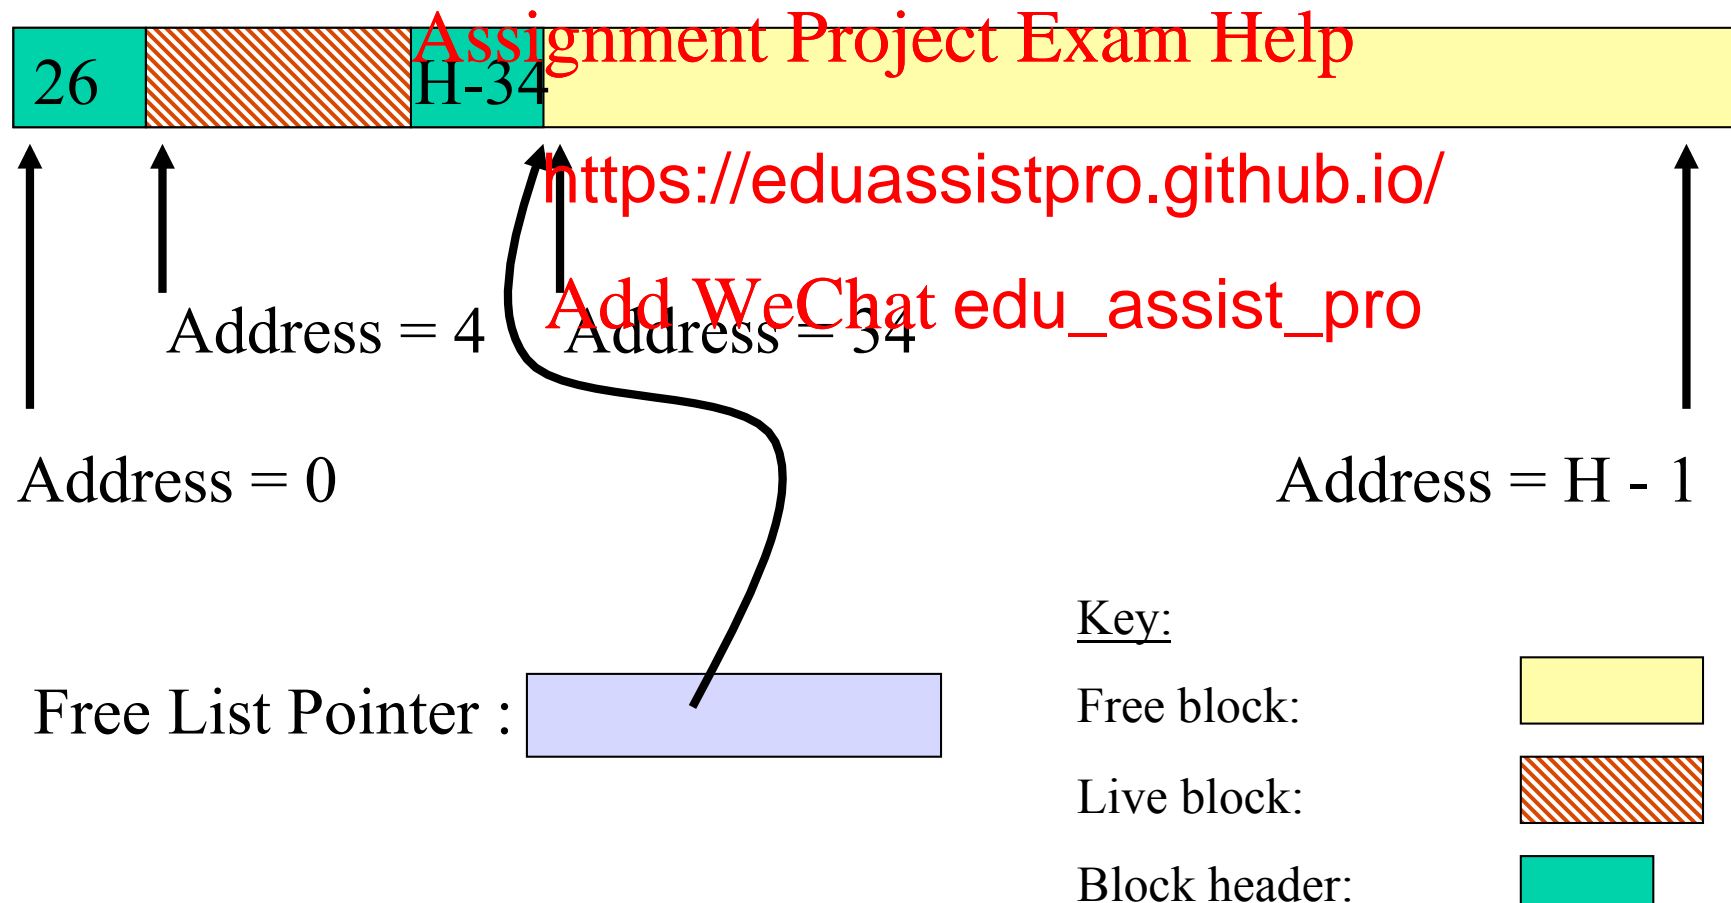 Assignment Project Exam Help
26
H-34
https://eduassistpro.github.io/
Add WeChat edu_assist_pro
Address = 4
Address = 34
Address = 0
Address = H - 1
Key:
Free List Pointer :
Free block:
Live block:
Block header: